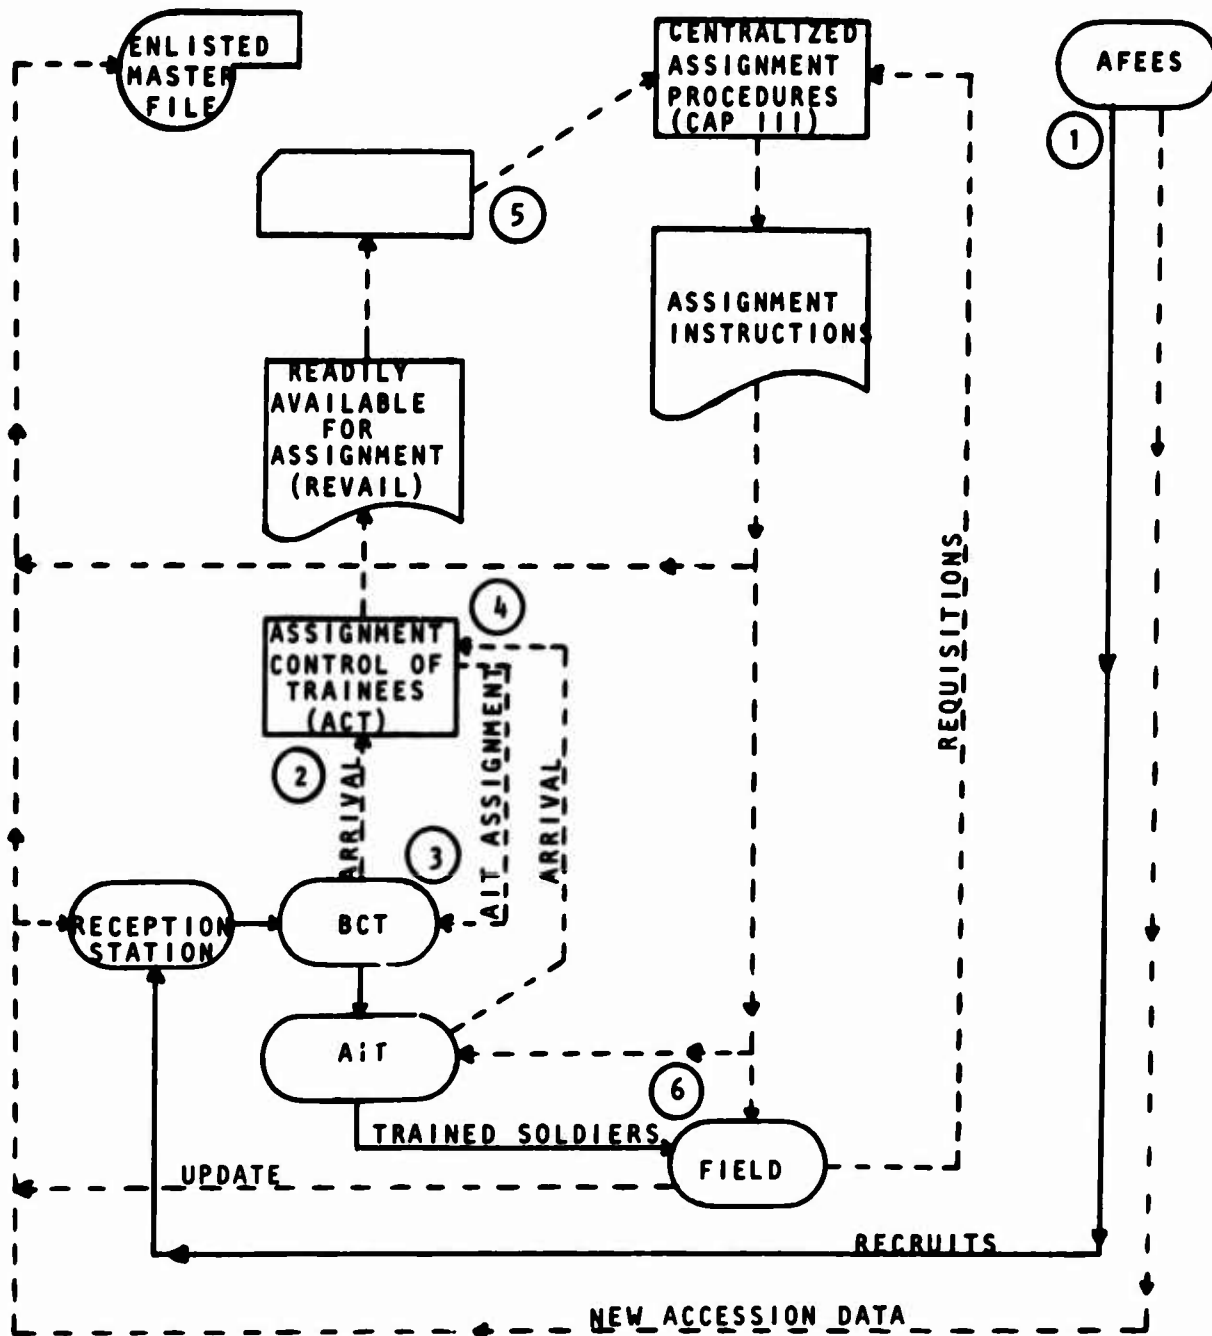 ENLISTED
MASTER
FILE
CENTRALIZED
ASSIGNMENT
PROCEDURES
(CAP III)
AFEES
1
5
ASSIGNMENT
INSTRUCTIONS
READILY
AVAILABLE
FOR
ASSIGNMENT
(REVAIL)
REQUISITIONS
4
ASSIGNMENT
CONTROL OF
TRAINEES
(ACT)
2
ARRIVAL
AIT ASSIGNMENT
ARRIVAL
3
RECEPTION
STATION
BCT
AIT
6
TRAINED SOLDIERS
FIELD
UPDATE
RECRUITS
NEW ACCESSION DATA